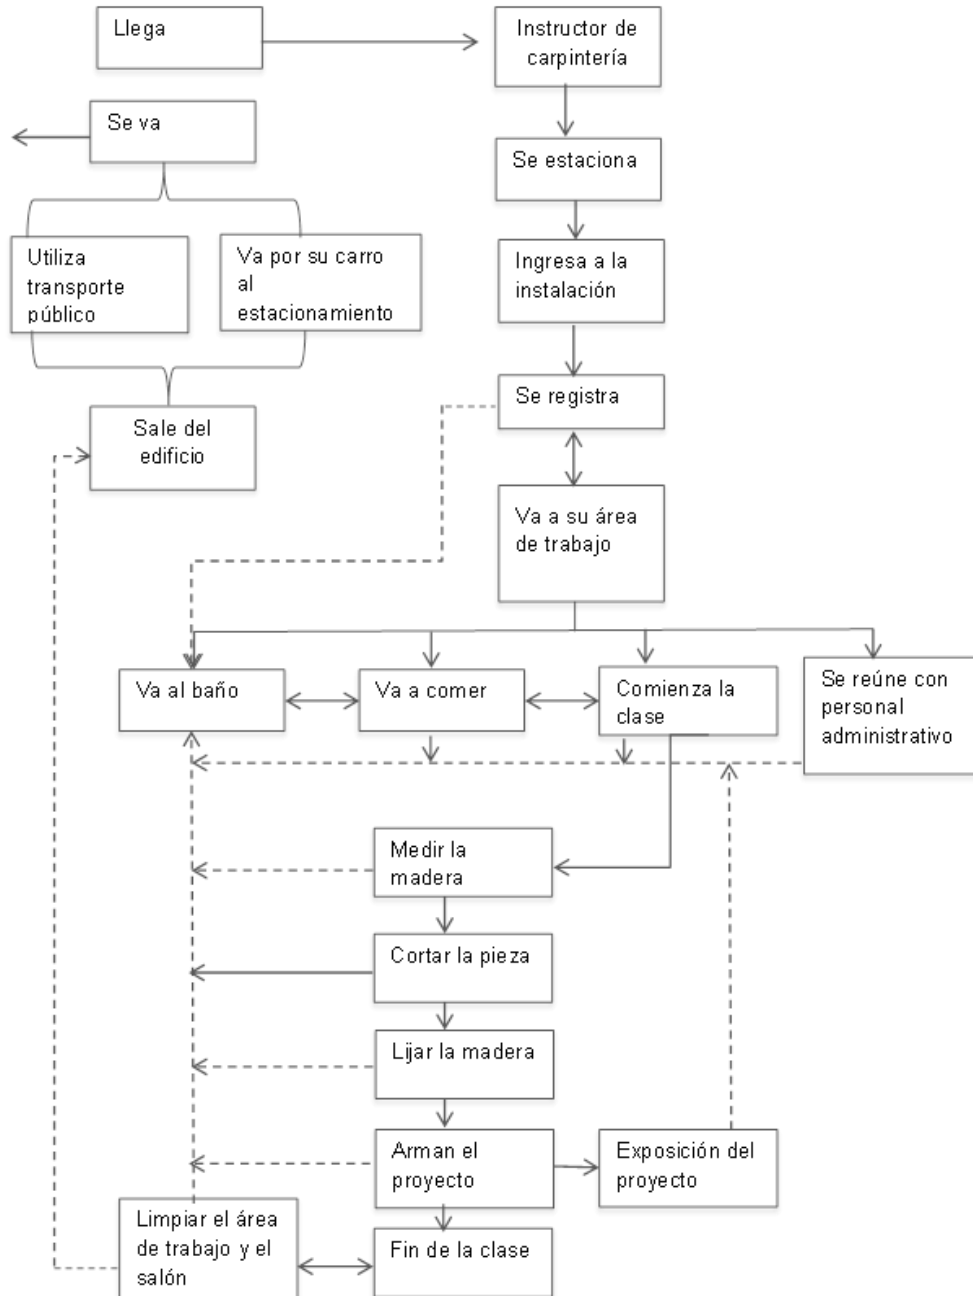 Llega
Instructor de
carpintería
Se va
Se estaciona
Utiliza
transporte
público
Va por su carro
al
estacionamiento
Ingresa a la
instalación
Se registra
Sale del
edificio
Va a su área
de trabajo
Va al baño
Va a comer
Comienza la
clase
Se reúne con
personal
administrativo
Medir la
madera
Cortar la pieza
Lijar la madera
Arman el
proyecto
Exposición del
proyecto
Limpiar el área
de trabajo y el
salón
Fin de la clase